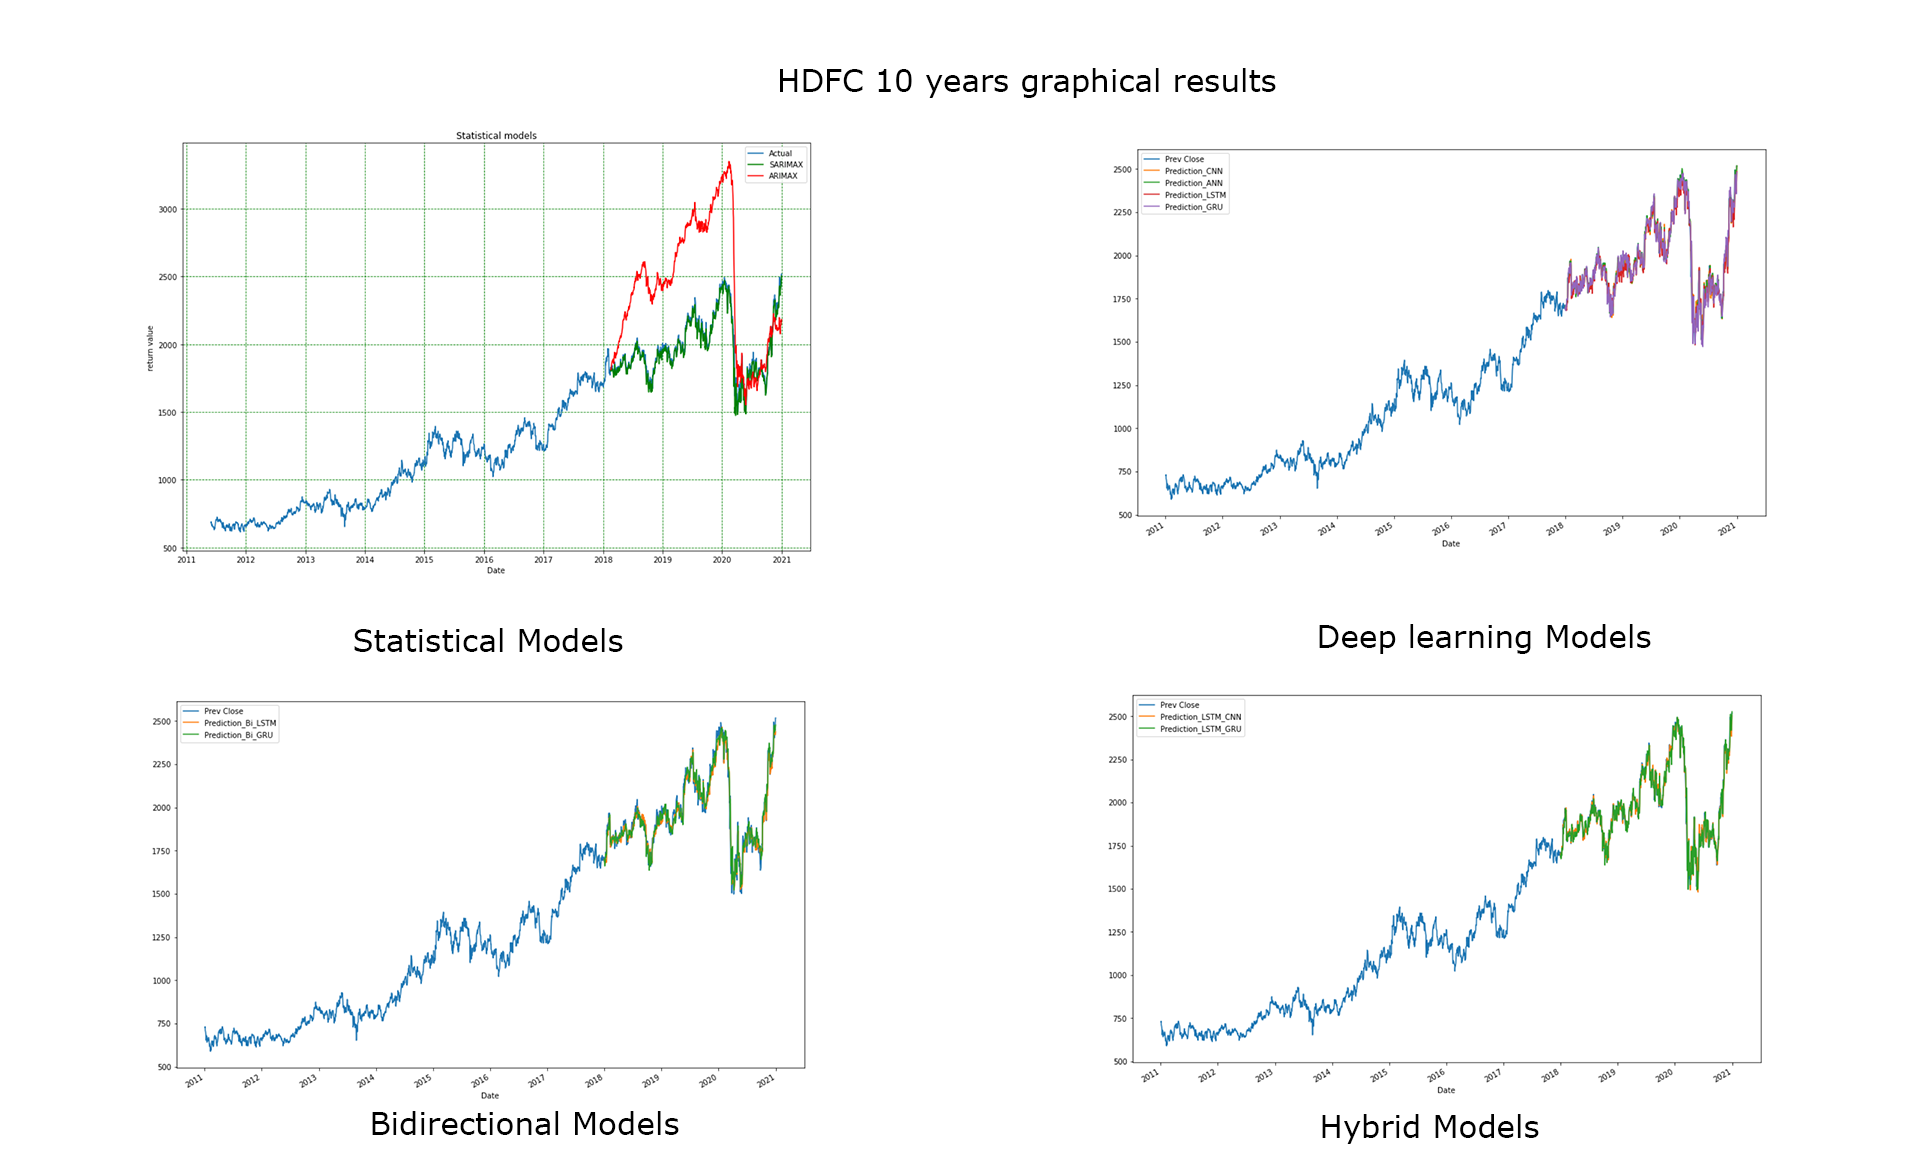 HDFC 10 years graphical results
Statistical models
Actual
SARIMAX
ARIMAX
return value
3000
2500
2000
1500
1000
500
2011 2012 2013 2014 2015 2016 2017 2018 2019 2020 2021
Date
Statistical Models
Prev Close
Prediction_CNN
Prediction_ANN
Prediction_LSTM
Prediction_GRU
2500
2250
2000
1750
1500
1250
1000
750
500
2011 2012 2013 2014 2015 2016 2017 2018 2019 2020 2021
Date
Deep learning Models
Prev Close
Prediction_Bi_LSTM
Prediction_Bi_GRU
2500
2250
2000
1750
1500
1250
1000
750
500
2011 2012 2013 2014 2015 2016 2017 2018 2019 2020 2021
Date
Bidirectional Models
Prev Close
Prediction_LSTM_CNN
Prediction_LSTM_GRU
2500
2250
2000
1750
1500
1250
1000
750
500
2011 2012 2013 2014 2015 2016 2017 2018 2019 2020 2021
Date
Hybrid Models